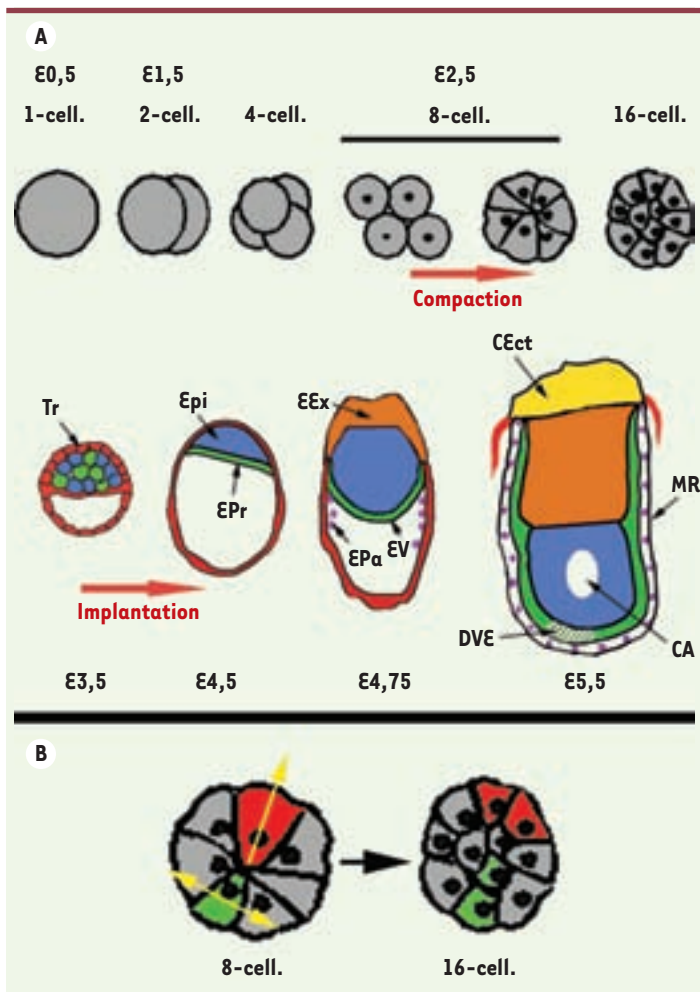 A
E0,5 E1,5 E2,5
1-cell. 2-cell. 4-cell. 8-cell. 16-cell.
Compaction
CEct
Tr Epi EEx
MR
EPr EPa EV
Implantation
DVE CA
E3,5 E4,5 E4,75 E5,5
B
8-cell. 16-cell.